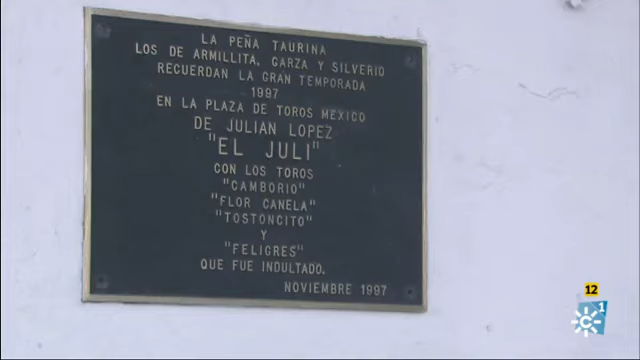 LA PEÑA TAURINA
LOS DE ARMILLITA, GARZA Y SILVERIO
RECUERDAN LA GRAN TEMPORADA
1997
EN LA PLAZA DE TOROS MEXICO
DE JULIAN LOPEZ
"EL JULI"
CON LOS TOROS
"CAMBORIO"
"FLOR CANELA"
"TOSTONCITO"
Y
"FELIGRES"
QUE FUE INDULTADO.
NOVIEMBRE 1997
12
1